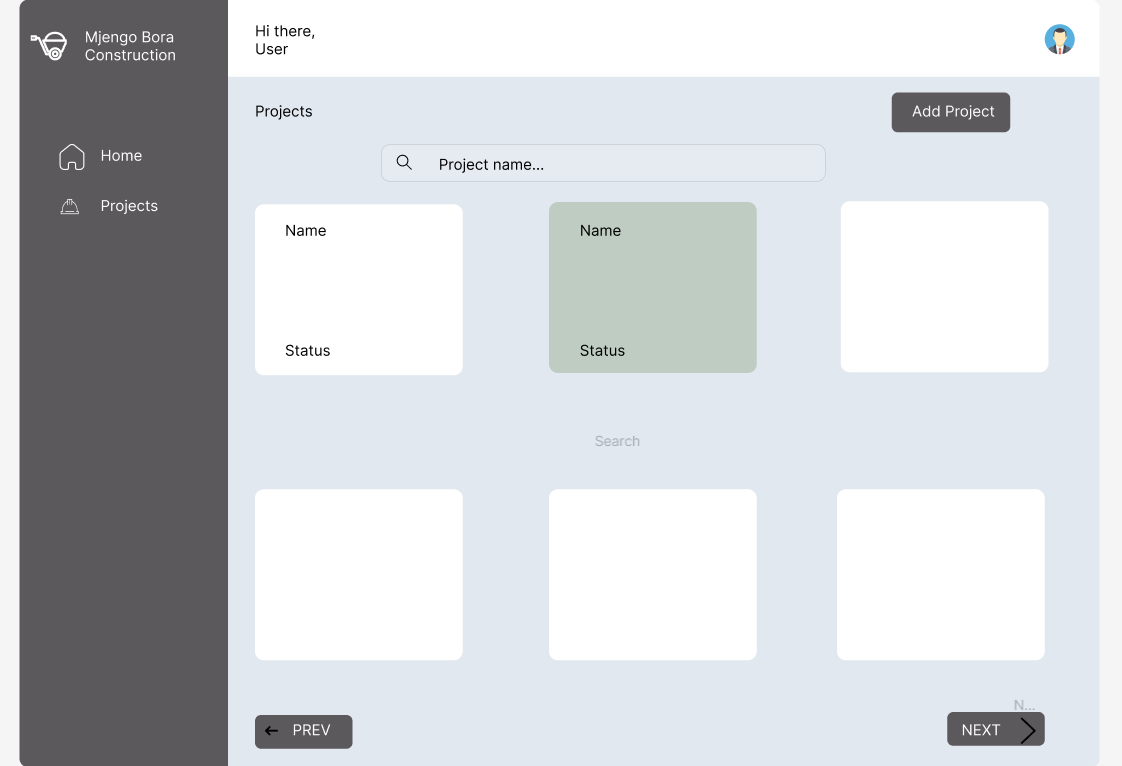 Mjengo Bora
Construction
Hi there,
User
Home
Projects
Projects
Add Project
Project name...
Name
Status
Name
Status
Search
N...
PREV
NEXT